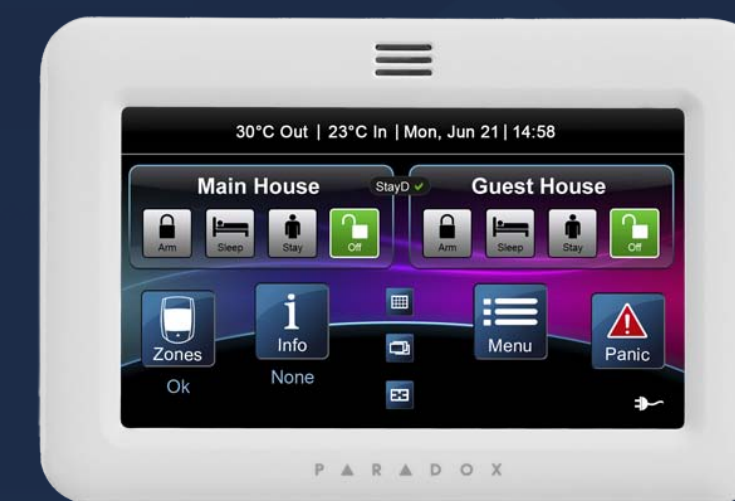 30°C Out | 23°C In | Mon, Jun 21 | 14:58
Main House
StayD
Guest House
Arm
Sleep
Stay
Off
Arm
Sleep
Stay
Off
Zones
Info
Menu
Panic
Ok
None
PARADOX